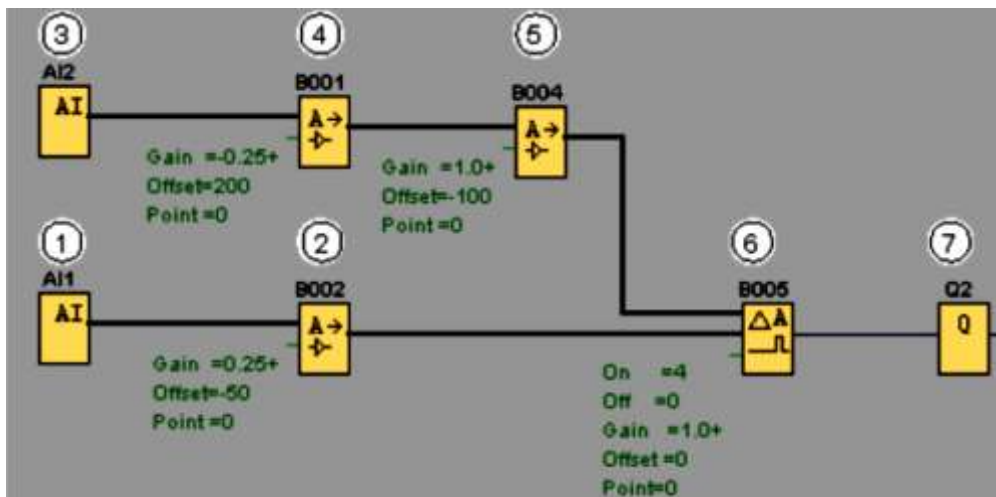 3
4
5
AI2
B001
B004
AI
A→
A→
Gain =-0.25+
Offset=200
Point =0
Gain =1.0+
Offset=-100
Point =0
1
2
6
7
AI1
B002
B005
Q2
AI
A→
ΔA
Q
Gain =0.25+
Offset=-50
Point =0
On =4
Off =0
Gain =1.0+
Offset =0
Point=0